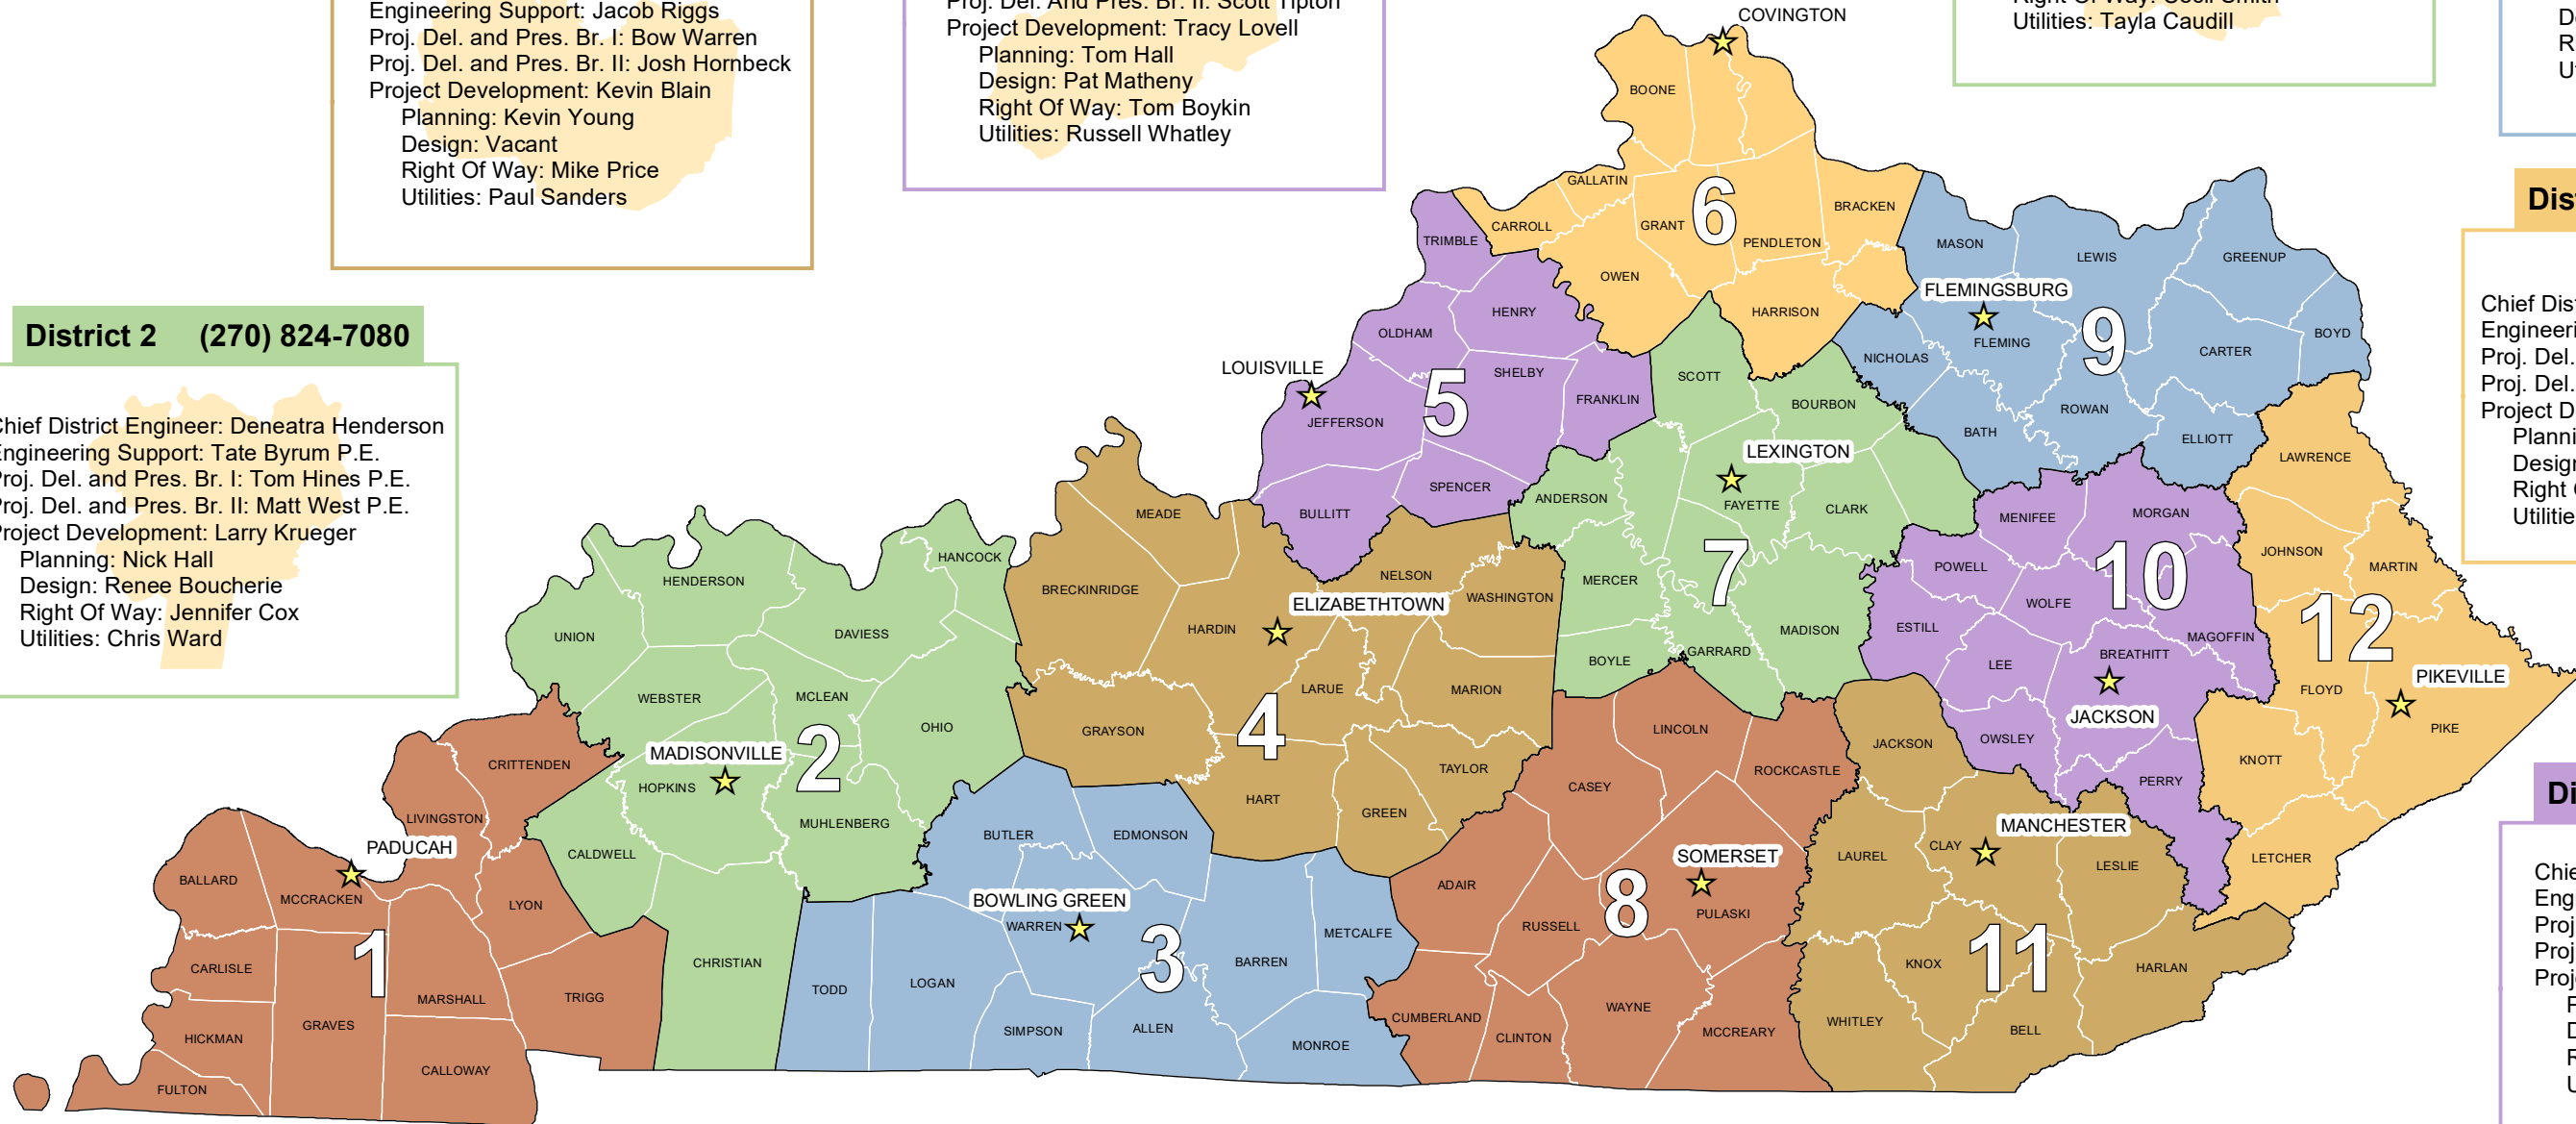 Engineering Support: Jacob Riggs
Proj. Del. and Pres. Br. I: Bow Warren
Proj. Del. and Pres. Br. II: Josh Hornbeck
Project Development: Kevin Blain
Planning: Kevin Young
Design: Vacant
Right Of Way: Mike Price
Utilities: Paul Sanders
Proj. Del. And Pres. Br. II: Scott Tipton
Project Development: Tracy Lovell
Planning: Tom Hall
Design: Pat Matheny
Right Of Way: Tom Boykin
Utilities: Russell Whatley
Right Of Way: Cecil Smith
Utilities: Tayla Caudill
District 2 (270) 824-7080
Chief District Engineer: Deneatra Henderson
Engineering Support: Tate Byrum P.E.
Proj. Del. and Pres. Br. I: Tom Hines P.E.
Proj. Del. and Pres. Br. II: Matt West P.E.
Project Development: Larry Krueger
Planning: Nick Hall
Design: Renee Boucherie
Right Of Way: Jennifer Cox
Utilities: Chris Ward
COVINGTON
BOONE
GALLATIN
CARROLL
GRANT
6
PENDLETON
BRACKEN
OWEN
HARRISON
TRIMBLE
HENRY
OLDHAM
LOUISVILLE
SHELBY
5
JEFFERSON
FRANKLIN
SPENCER
BULLITT
MASON
LEWIS
GREENUP
FLEMINGSBURG
FLEMING
9
BOYD
NICHOLAS
CARTER
ROWAN
BATH
ELLIOTT
SCOTT
BOURBON
LEXINGTON
FAYETTE
ANDERSON
CLARK
7
MERCER
MADISON
BOYLE
GARRARD
LAWRENCE
JOHNSON
MARTIN
12
FLOYD
PIKEVILLE
PIKE
KNOTT
LETCHER
MENIFEE
MORGAN
POWELL
10
WOLFE
ESTILL
MAGOFFIN
LEE
BREATHITT
JACKSON
OWSLEY
PERRY
MEADE
BRECKINRIDGE
NELSON
WASHINGTON
ELIZABETHTOWN
HARDIN
LARUE
MARION
GRAYSON
4
TAYLOR
HART
GREEN
HANCOCK
HENDERSON
UNION
DAVIESS
WEBSTER
MCLEAN
OHIO
MADISONVILLE
2
HOPKINS
MUHLENBERG
CALDWELL
CHRISTIAN
CRITTENDEN
LIVINGSTON
PADUCAH
BALLARD
MCCRACKEN
LYON
1
CARLISLE
MARSHALL
TRIGG
HICKMAN
GRAVES
CALLOWAY
FULTON
BUTLER
EDMONSON
BOWLING GREEN
WARREN
3
METCALFE
BARREN
TODD
LOGAN
SIMPSON
ALLEN
MONROE
LINCOLN
CASEY
ROCKCASTLE
ADAIR
SOMERSET
8
PULASKI
RUSSELL
CUMBERLAND
CLINTON
WAYNE
MCCREARY
JACKSON
MANCHESTER
LAUREL
CLAY
LESLIE
11
KNOX
HARLAN
WHITLEY
BELL
Chief Dis
Engineeri
Proj. Del.
Proj. Del.
Project D
Planni
Design
Right
Utilitie
Chie
Eng
Proj
Proj
Proj